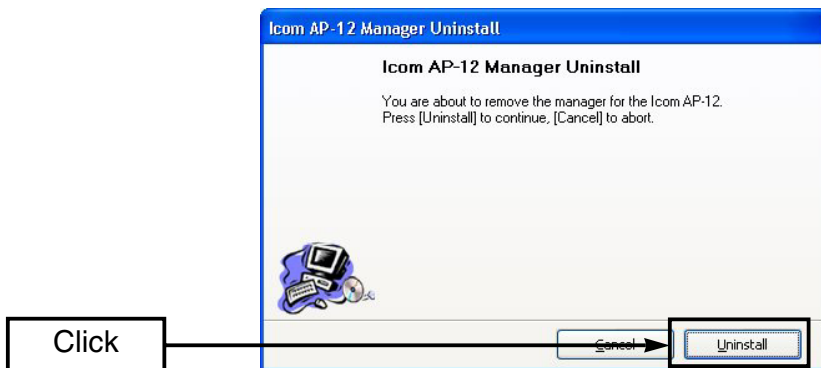 Icom AP-12 Manager Uninstall
Icom AP-12 Manager Uninstall
You are about to remove the manager for the Icom AP-12.
Press [Uninstall] to continue, [Cancel] to abort.
Click
Cancel
Uninstall